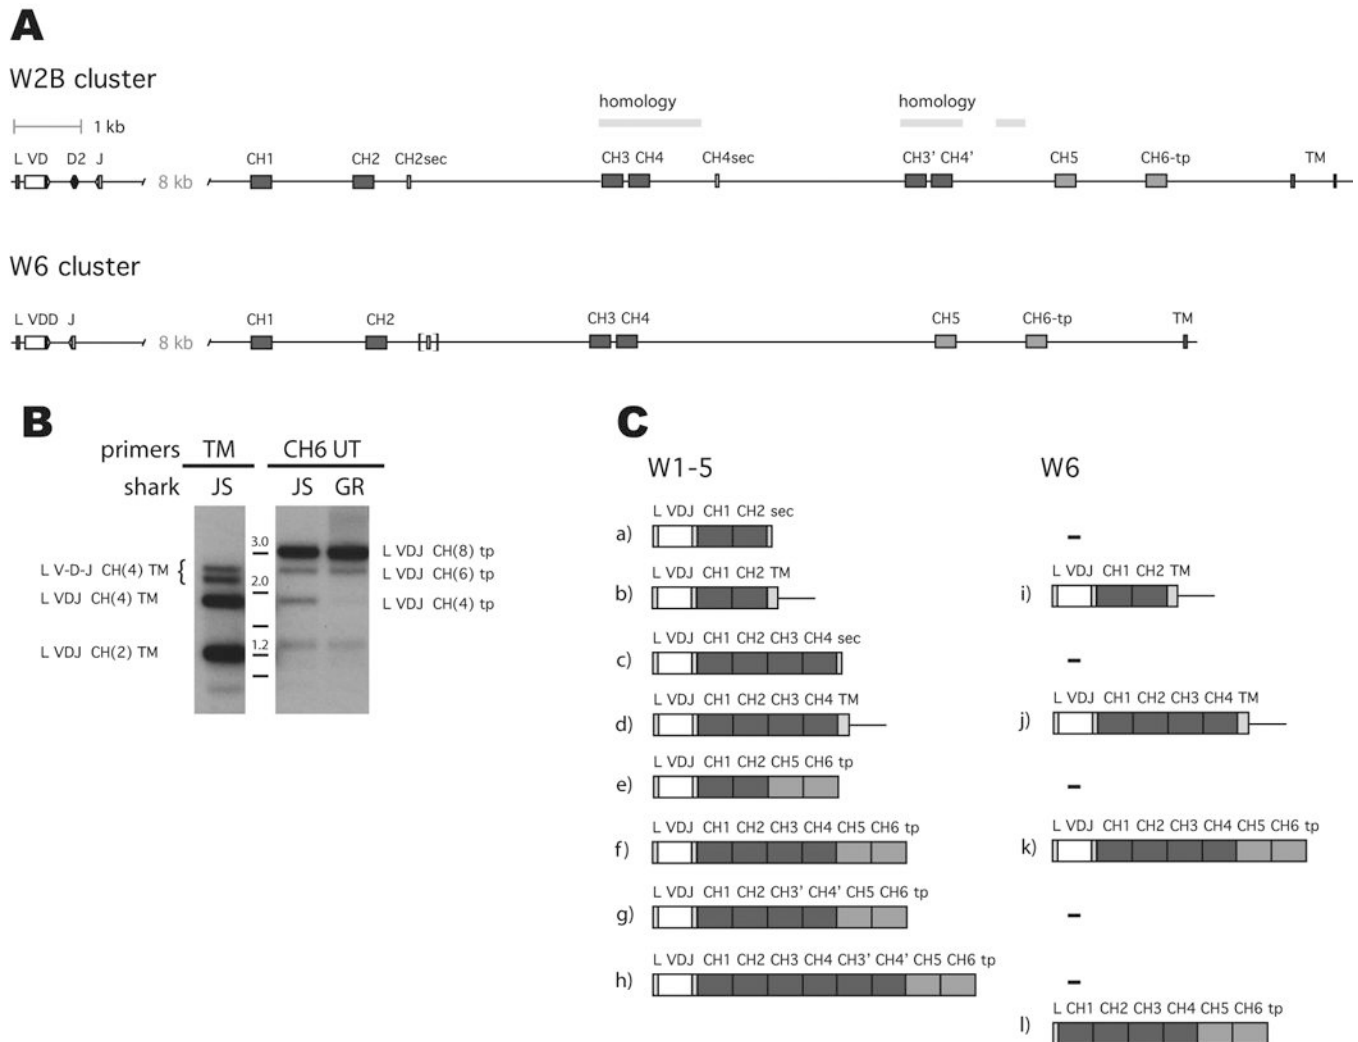 A
W2B cluster
homology
homology
1 kb
L VD D2 J
CH1 CH2 CH2sec CH3 CH4 CH4sec CH3' CH4' CH5 CH6-tp TM
8 kb
W6 cluster
L VDD J
CH1 CH2 CH3 CH4 CH5 CH6-tp TM
8 kb
[ ]
B
primers TM CH6 UT
shark JS JS GR
3.0
L V-D-J CH(4) TM {
2.0
L VDJ CH(4) TM
1.2
L VDJ CH(2) TM
L VDJ CH(8) tp
L VDJ CH(6) tp
L VDJ CH(4) tp
C
W1-5
L VDJ CH1 CH2 sec
a)
L VDJ CH1 CH2 TM
b)
L VDJ CH1 CH2 CH3 CH4 sec
c)
L VDJ CH1 CH2 CH3 CH4 TM
d)
L VDJ CH1 CH2 CH5 CH6 tp
e)
L VDJ CH1 CH2 CH3 CH4 CH5 CH6 tp
f)
L VDJ CH1 CH2 CH3' CH4' CH5 CH6 tp
g)
L VDJ CH1 CH2 CH3 CH4 CH3' CH4' CH5 CH6 tp
h)
W6
–
L VDJ CH1 CH2 TM
i)
–
L VDJ CH1 CH2 CH3 CH4 TM
j)
–
L VDJ CH1 CH2 CH3 CH4 CH5 CH6 tp
k)
–
–
L CH1 CH2 CH3 CH4 CH5 CH6 tp
l)